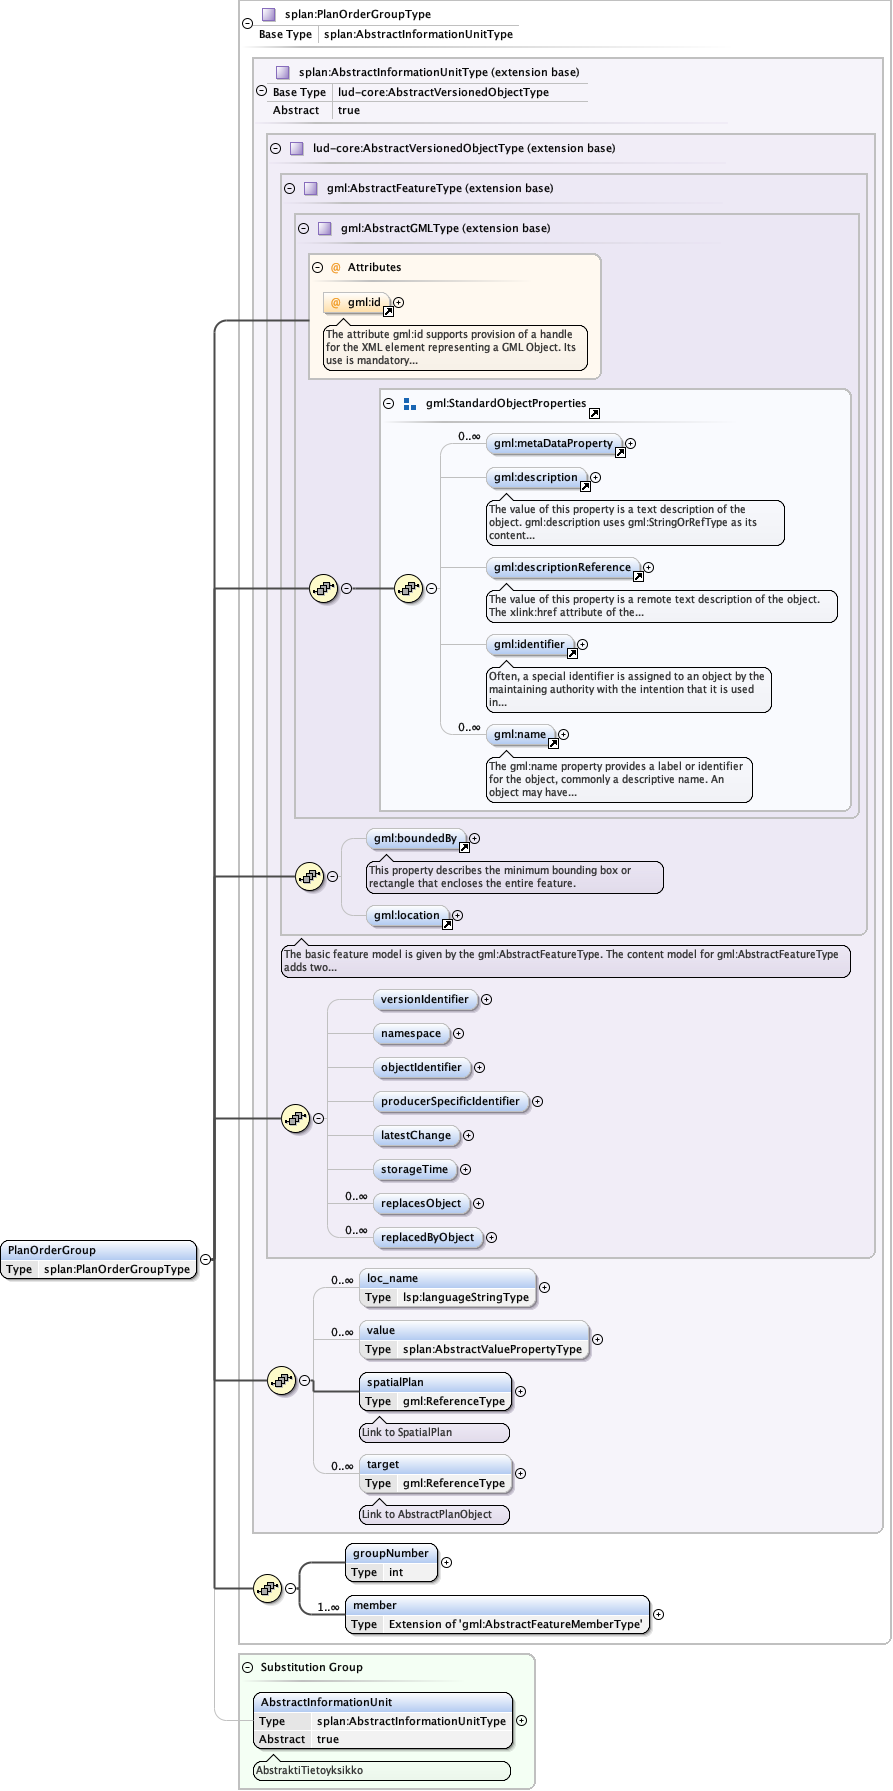 splan:PlanOrderGroupType
Base Type splan:AbstractInformationUnitType
splan:AbstractInformationUnitType (extension base)
Base Type lud-core:AbstractVersionedObjectType
Abstract true
lud-core:AbstractVersionedObjectType (extension base)
gml:AbstractFeatureType (extension base)
gml:AbstractGMLType (extension base)
@ Attributes
@ gml:id
The attribute gml:id supports provision of a handle
for the XML element representing a GML Object. Its
use is mandatory...
gml:StandardObjectProperties
0..∞
gml:metaDataProperty
gml:description
The value of this property is a text description of the
object. gml:description uses gml:StringOrRefType as its
content...
gml:descriptionReference
The value of this property is a remote text description of the object.
The xlink:href attribute of the...
gml:identifier
Often, a special identifier is assigned to an object by the
maintaining authority with the intention that it is used
in...
0..∞
gml:name
The gml:name property provides a label or identifier
for the object, commonly a descriptive name. An
object may have...
gml:boundedBy
This property describes the minimum bounding box or
rectangle that encloses the entire feature.
gml:location
The basic feature model is given by the gml:AbstractFeatureType. The content model for gml:AbstractFeatureType
adds two...
versionIdentifier
namespace
objectIdentifier
producerSpecificIdentifier
latestChange
storageTime
0..∞
replacesObject
0..∞
replacedByObject
PlanOrderGroup
Type splan:PlanOrderGroupType
0..∞
loc_name
Type lsp:languageStringType
0..∞
value
Type splan:AbstractValuePropertyType
spatialPlan
Type gml:ReferenceType
Link to SpatialPlan
0..∞
target
Type gml:ReferenceType
Link to AbstractPlanObject
groupNumber
Type int
1..∞
member
Type Extension of 'gml:AbstractFeatureMemberType'
Substitution Group
AbstractInformationUnit
Type splan:AbstractInformationUnitType
Abstract true
AbstraktiTietoyksikko